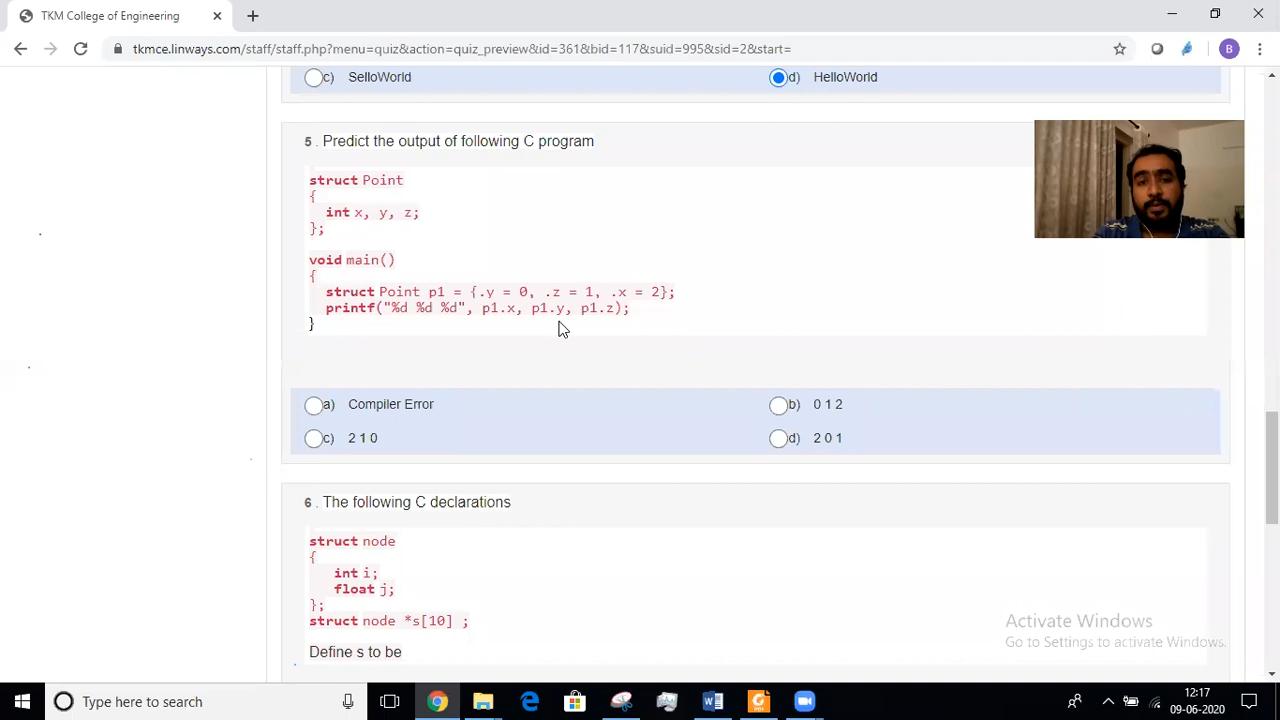 TKM College of Engineering
tkmce.linways.com/staff/staff.php?menu=quiz&action=quiz_preview&id=361&bid=117&suid=995&sid=2&start=
B
c) SelloWorld
d) HelloWorld
5 . Predict the output of following C program
struct Point
{
int x, y, z;
};
void main()
{
struct Point p1 = {.y = 0, .z = 1, .x = 2};
printf("%d %d %d", p1.x, p1.y, p1.z);
}
a) Compiler Error
b) 0 1 2
c) 2 1 0
d) 2 0 1
6 . The following C declarations
struct node
{
int i;
float j;
};
struct node *s[10] ;
Define s to be
Activate Windows
Go to Settings to activate Windows.
Type here to search
12:17
09-06-2020